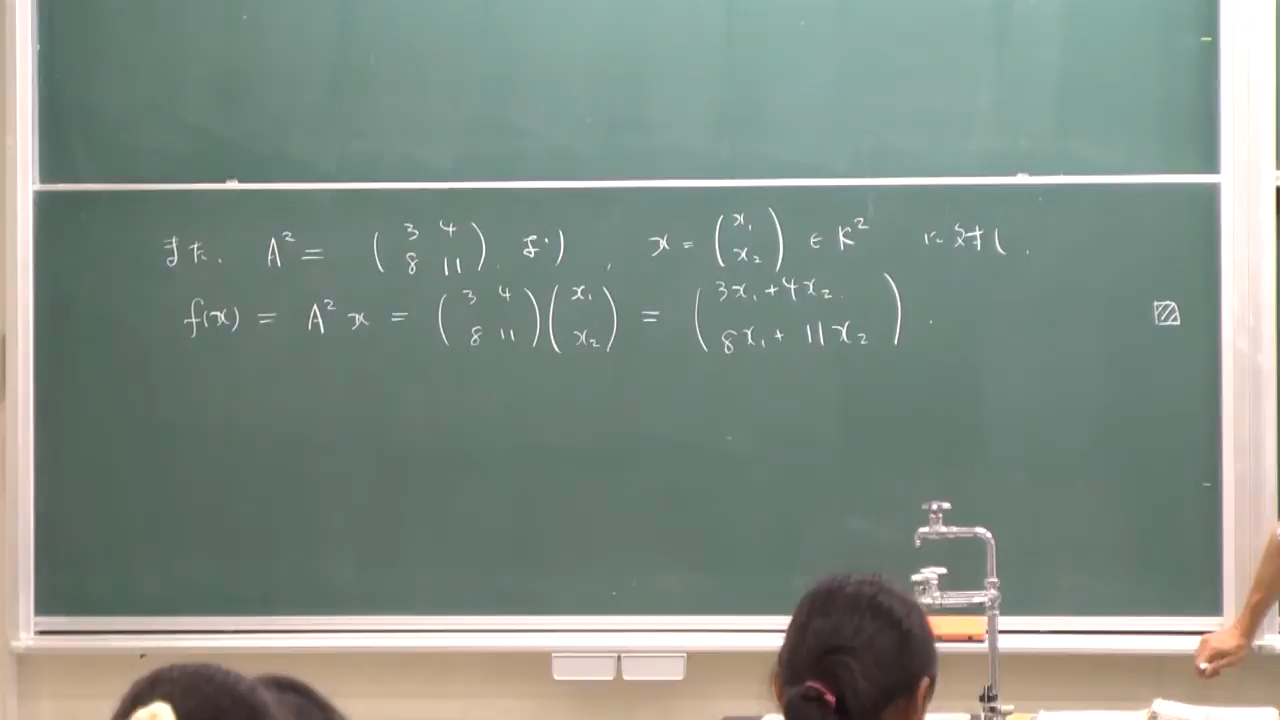 また. A² = ( 3 4 ; 8 11 ). より, x = ( x₁ ; x₂ ) ∈ K² に対し.
f(x) = A² x = ( 3 4 ; 8 11 )( x₁ ; x₂ ) = ( 3x₁ + 4x₂ ; 8x₁ + 11x₂ ).